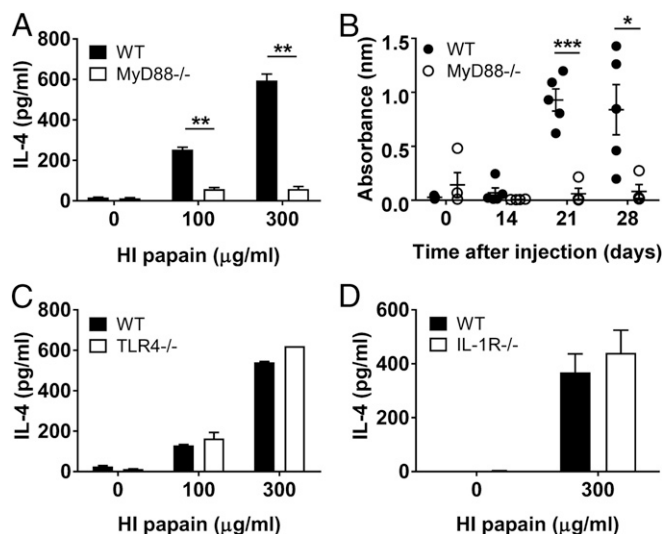 A
WT
MyD88-/-
IL-4 (pg/ml)
800
600
400
200
0
**
**
0 100 300
HI papain (μg/ml)
B
WT
MyD88-/-
Absorbance (nm)
1.5
1.0
0.5
0.0
***
*
0 14 21 28
Time after injection (days)
C
WT
TLR4-/-
IL-4 (pg/ml)
800
600
400
200
0
0 100 300
HI papain (μg/ml)
D
WT
IL-1R-/-
IL-4 (pg/ml)
600
400
200
0
0 300
HI papain (μg/ml)